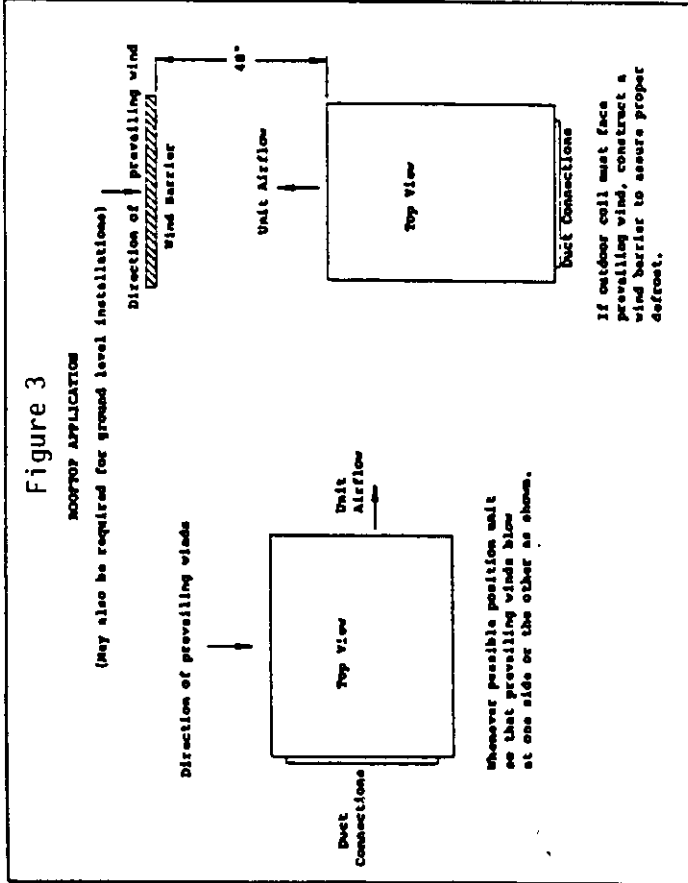 Figure 3
ROOFTOP APPLICATION
(May also be required for ground level installations)
Direction of prevailing winds
Top View
Unit
Airflow
Duct
Connections
Whenever possible position unit
so that prevailing winds blow
at one side or the other as shown.
Direction of prevailing wind
Wind Barrier
48"
Unit Airflow
Top View
Duct Connections
If outdoor coil must face
prevailing wind, construct a
wind barrier to assure proper
defrost.